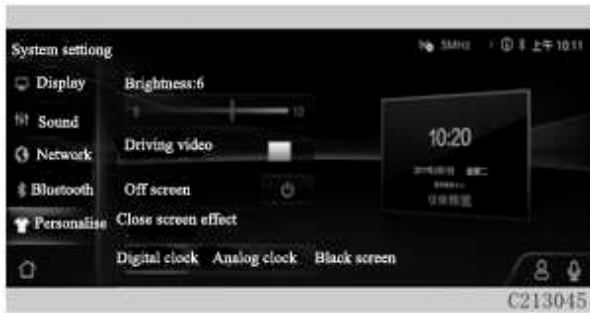 System settiong
5MHz
上午 10:11
Display
Brightness:6
10
Sound
Driving video
Network
10:20
Bluetooth
Off screen
Personalise
Close screen effect
Digital clock Analog clock Black screen
C213045